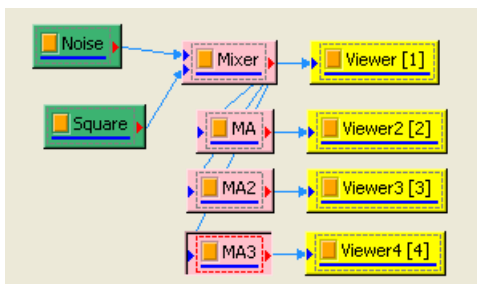 Noise
Mixer
Viewer [1]
Square
MA
Viewer2 [2]
MA2
Viewer3 [3]
MA3
Viewer4 [4]